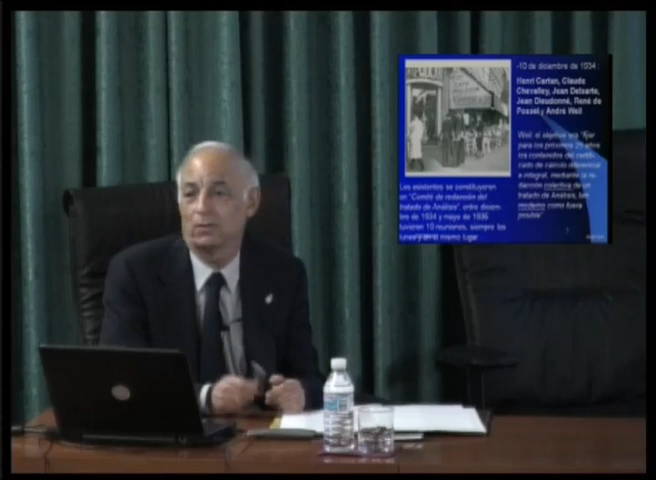 -10 de diciembre de 1934 :
Henri Cartan, Claude
Chevalley, Jean Delsarte,
Jean Dieudonné, René de
Possel y André Weil
Weil: el objetivo era "fijar
para los próximos 25 años
los contenidos del certifi-
cado de cálculo diferencial
e integral, mediante la re-
dacción colectiva de un
tratado de Análisis, tan
moderno como fuera
posible"
Los asistentes se constituyeron
en "Comité de redacción del
tratado de Análisis", entre diciem-
bre de 1934 y mayo de 1935
tuvieron 10 reuniones, siempre los
lunes y en el mismo lugar